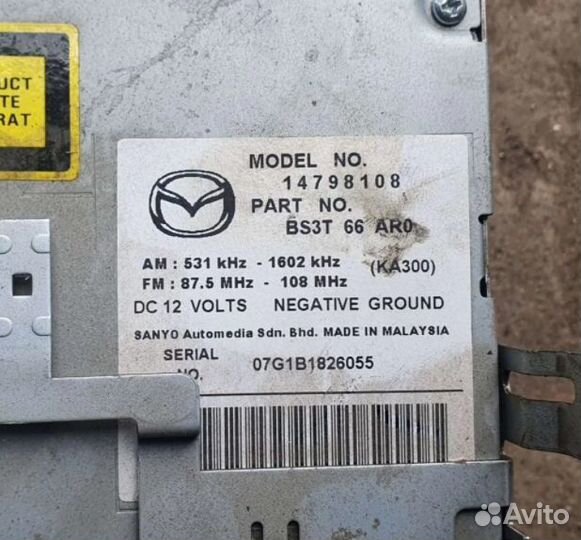 UCT
TE
RAT
MODEL NO.
14798108
PART NO.
BS3T 66 AR0
AM : 531 kHz - 1602 kHz (KA300)
FM : 87.5 MHz - 108 MHz
DC 12 VOLTS NEGATIVE GROUND
SANYO Automedia Sdn. Bhd. MADE IN MALAYSIA
SERIAL
NO. 07G1B1826055
Avito